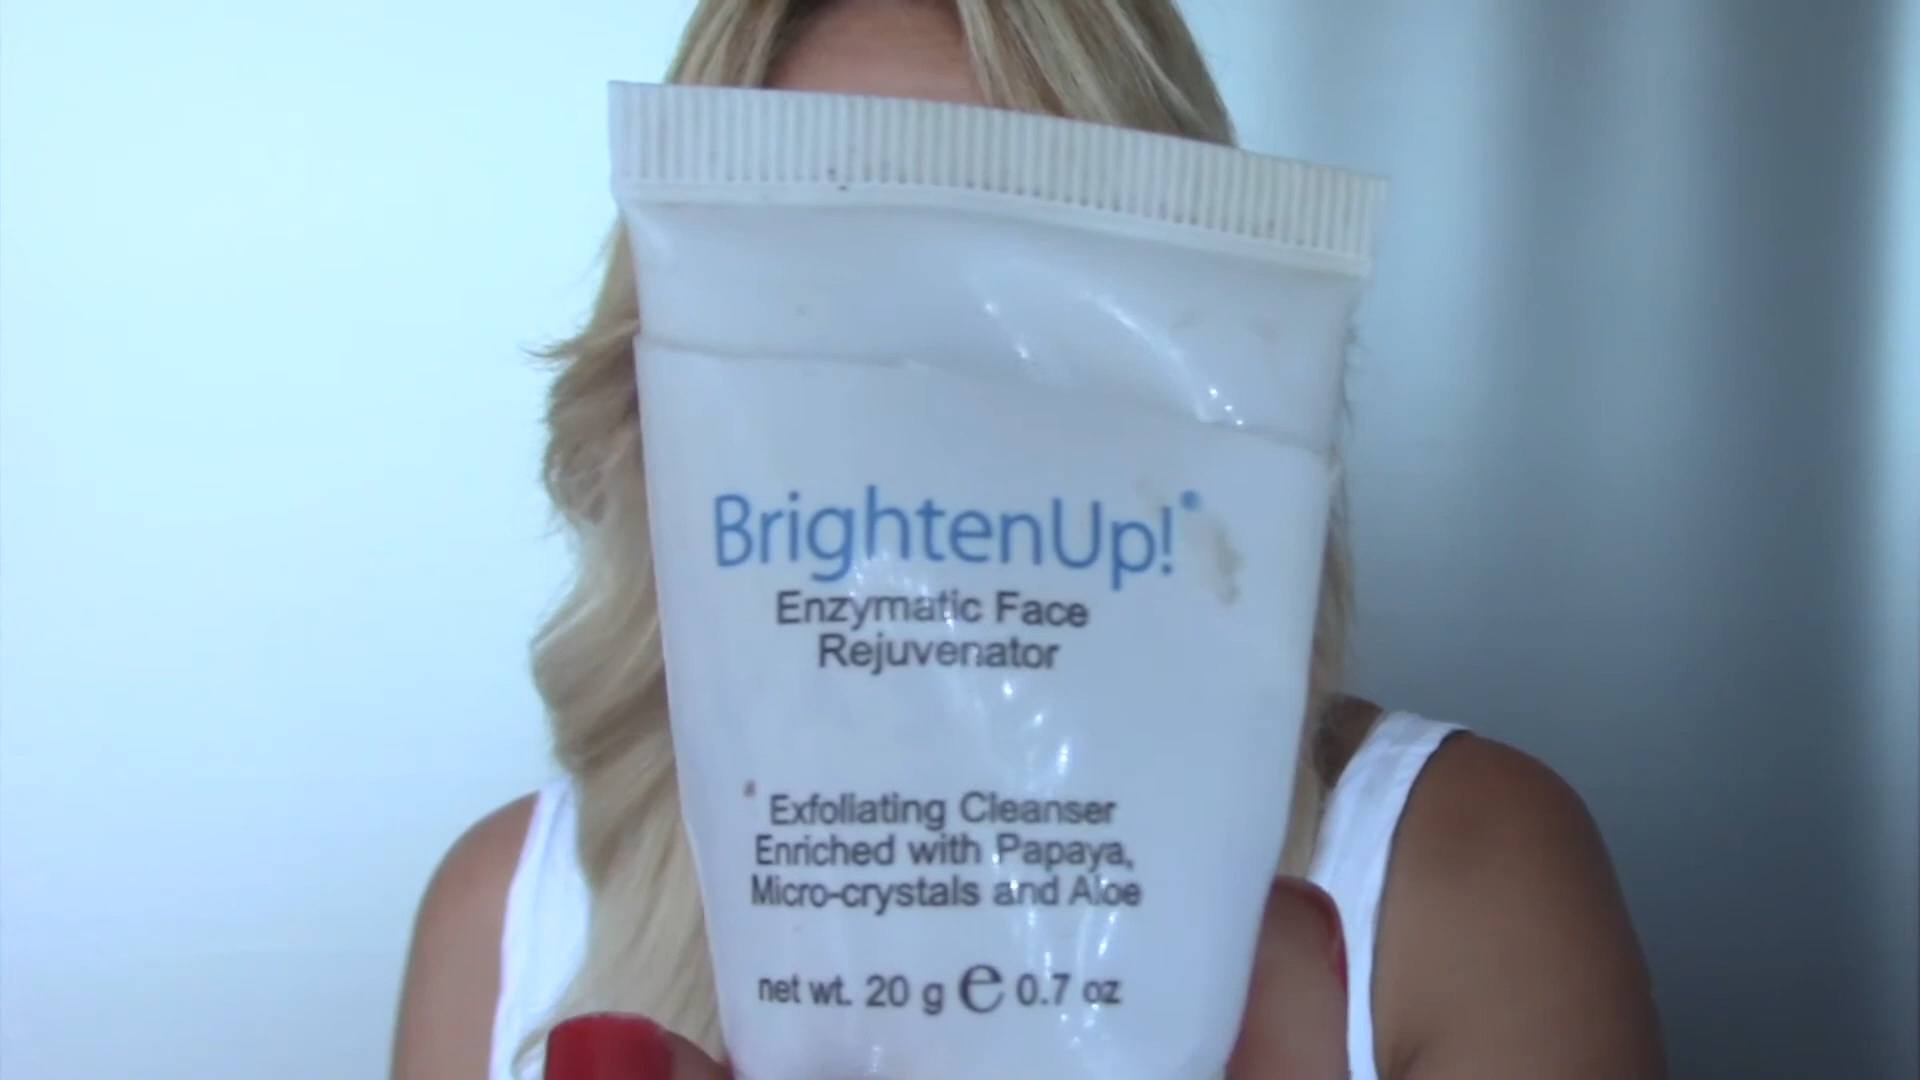 BrightenUp!®
Enzymatic Face
Rejuvenator
Exfoliating Cleanser
Enriched with Papaya,
Micro-crystals and Aloe
net wt. 20 g ℮ 0.7 oz